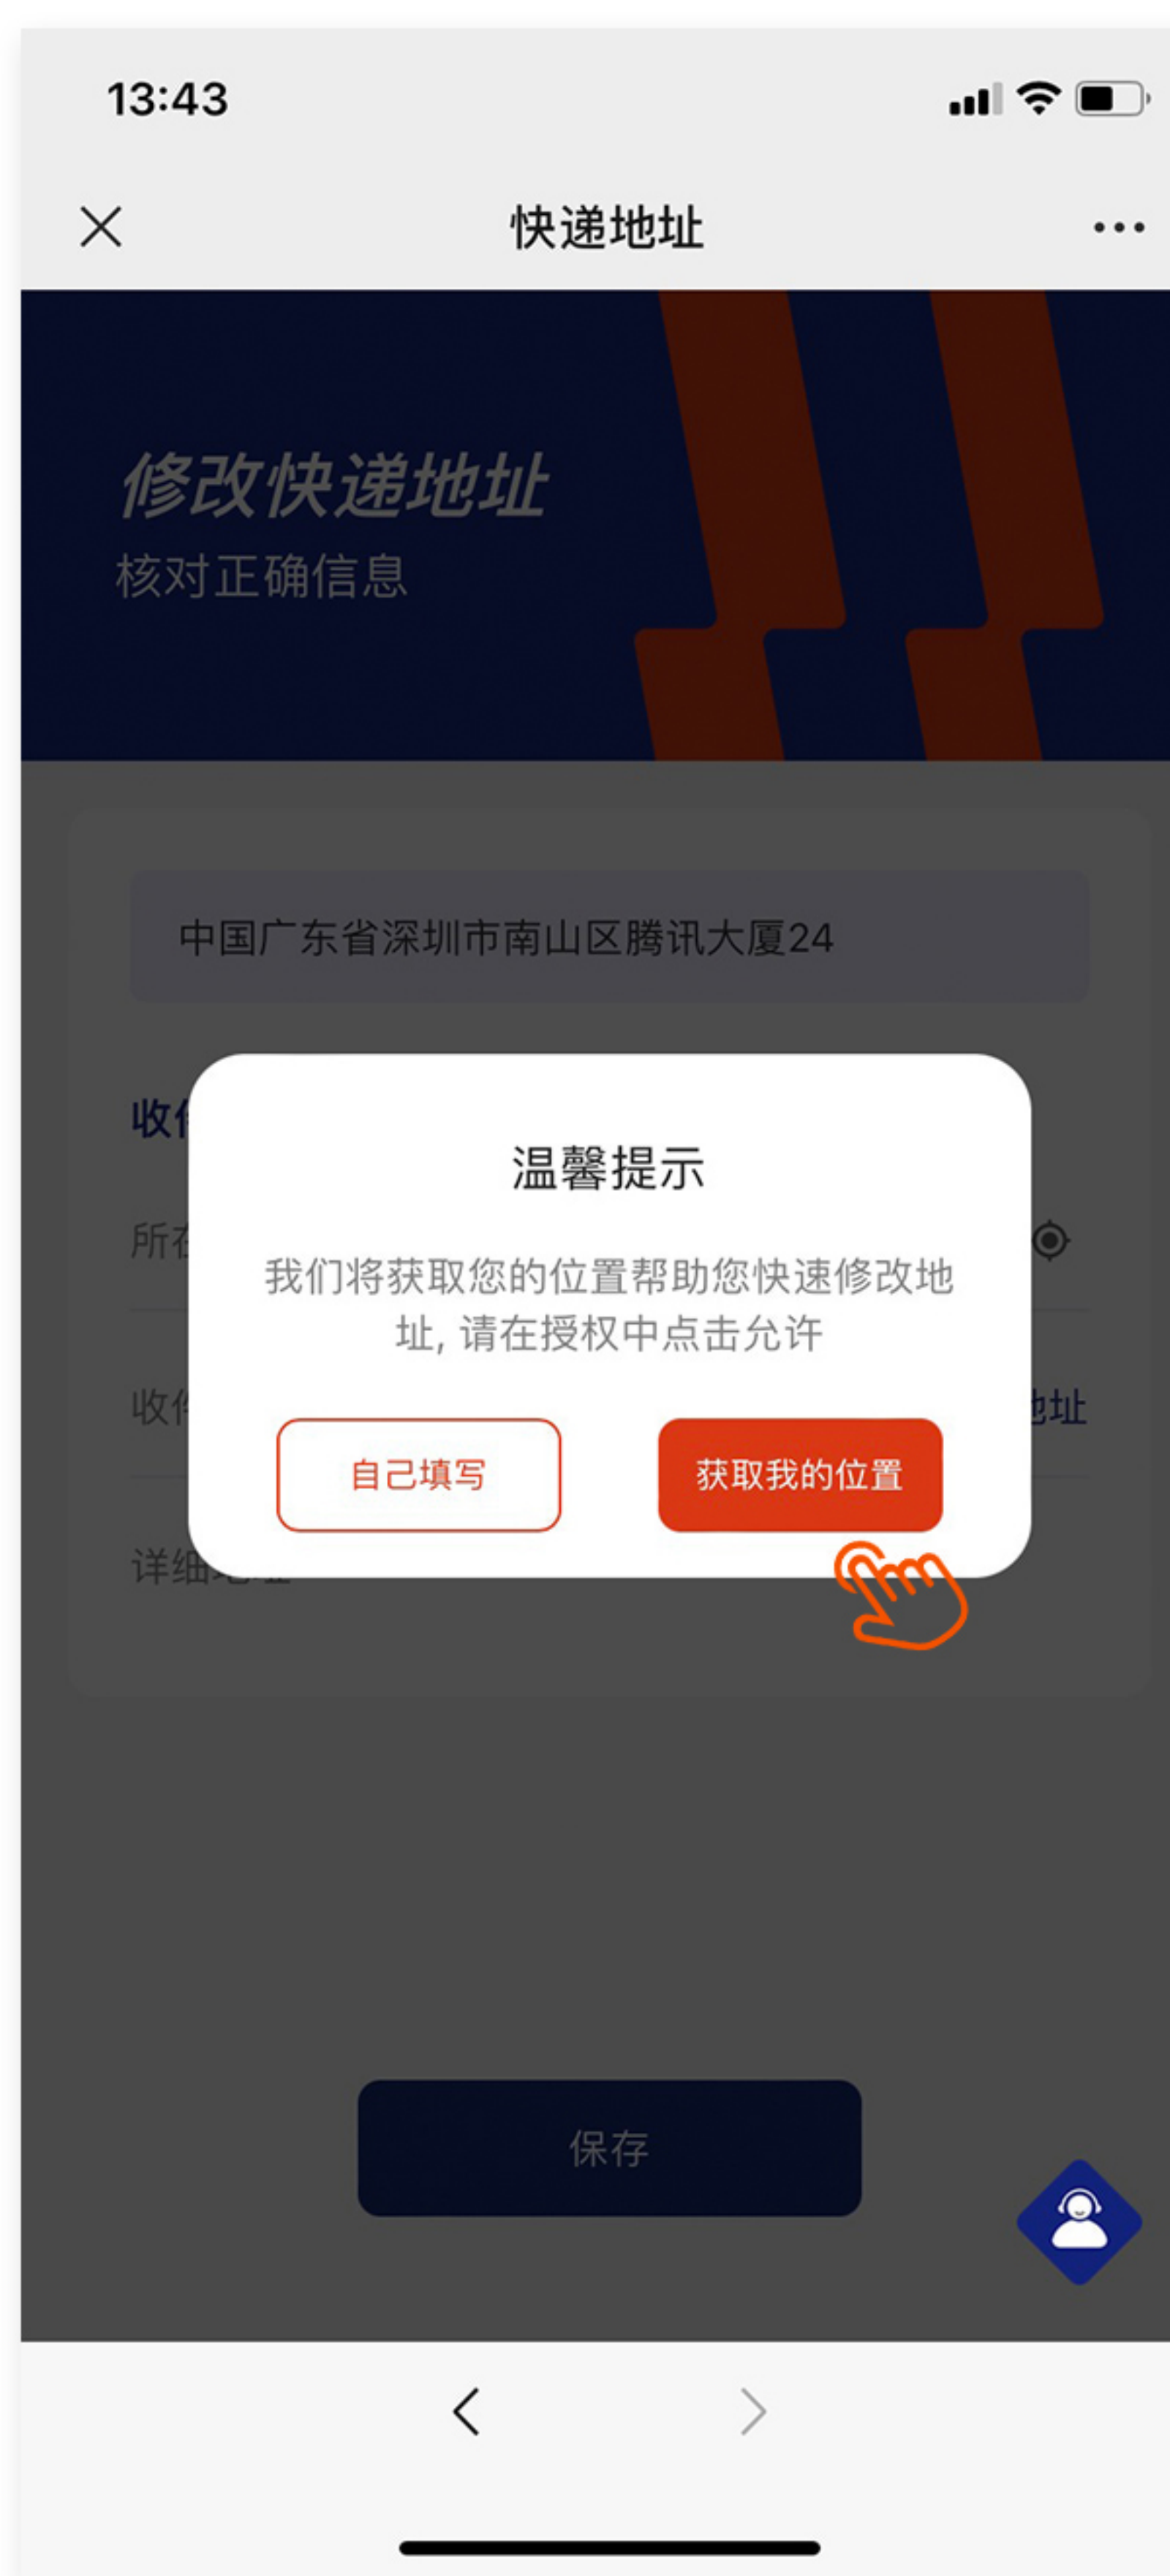 13:43
快递地址
修改快递地址
核对正确信息
中国广东省深圳市南山区腾讯大厦24
收
温馨提示
所在
我们将获取您的位置帮助您快速修改地
址, 请在授权中点击允许
收件
地址
自己填写
获取我的位置
详细地址
保存